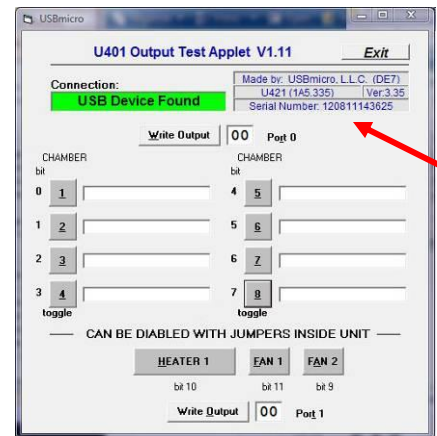 USBmicro
U401 Output Test Applet V1.11
Exit
Connection:
USB Device Found
Made by: USBmicro, L.L.C. (DE7)
U421 (1A5.335) Ver:3.35
Serial Number: 120811143625
Write Output 00 Port 0
CHAMBER CHAMBER
bit bit
0 1 4 5
1 2 5 6
2 3 6 7
3 4 7 8
toggle toggle
CAN BE DIABLED WITH JUMPERS INSIDE UNIT
HEATER 1 FAN 1 FAN 2
bit 10 bit 11 bit 9
Write Output 00 Port 1